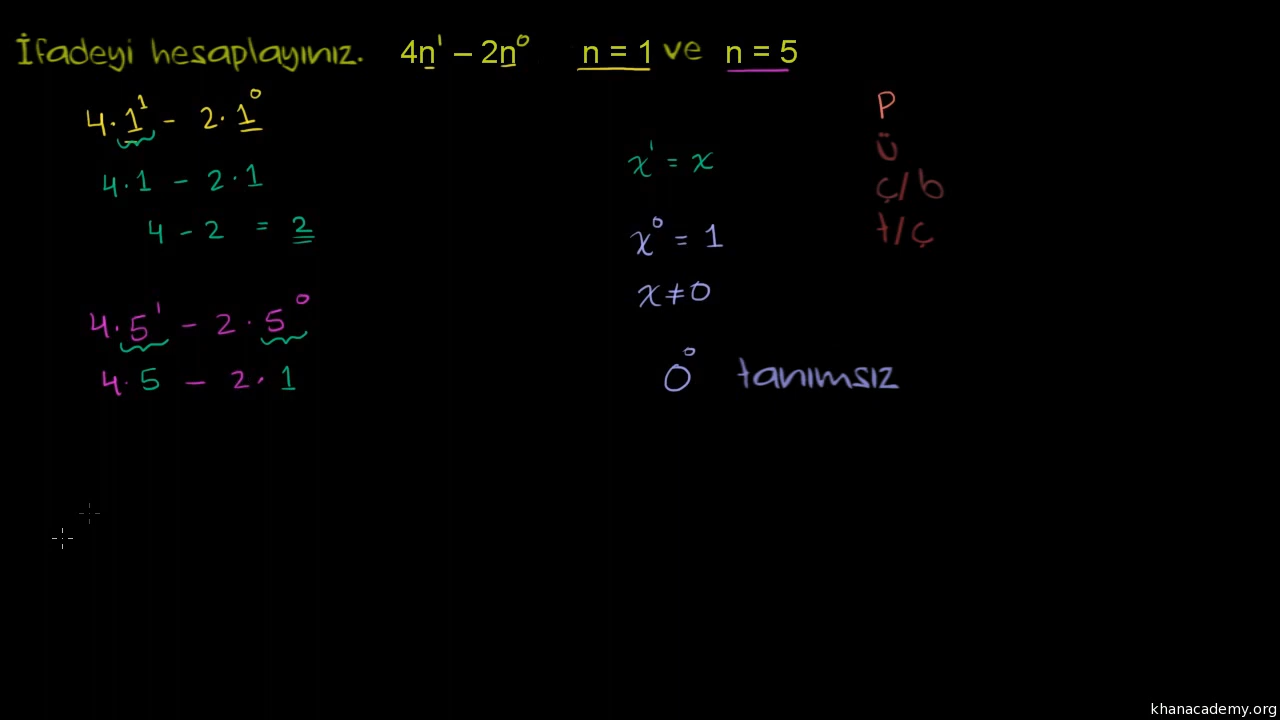 İfadeyi hesaplayınız. 4n¹ – 2n⁰ n = 1 ve n = 5
4·1¹ - 2·1⁰
4·1 - 2·1
4 - 2 = 2
4·5¹ - 2·5⁰
4·5 - 2·1
x¹ = x
x⁰ = 1
x ≠ 0
0⁰ tanımsız
P
Ü
ç/b
t/ç
khanacademy.org